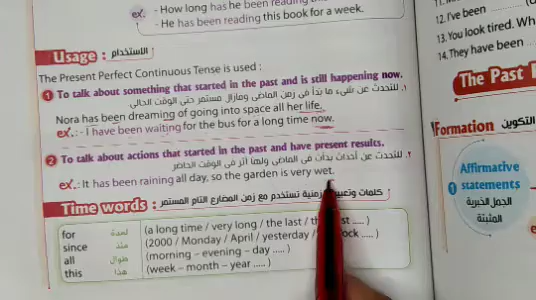 ex. - How long has he been reading
- He has been reading this book for a week.
Usage : الاستخدام
The Present Perfect Continuous Tense is used :
1 To talk about something that started in the past and is still happening now.
١. للتحدث عن شيء ما بدأ في الماضي ومازال مستمر حتى الوقت الحالي.
Nora has been dreaming of going into space all her life.
ex. : - I have been waiting for the bus for a long time now.
2 To talk about actions that started in the past and have present results.
٢. للتحدث عن أحداث بدأت في الماضي ولها أثر في الوقت الحاضر
ex. : It has been raining all day, so the garden is very wet.
Time words : كلمات زمنية تستخدم مع زمن المضارع التام المستمر :
for لمدة (a long time / very long / the last / st .... )
since منذ (2000 / Monday / April / yesterday / ock ..... )
all طوال (morning – evening – day ..... )
this هذا (week – month – year ..... )
12. I've been
13. You look tired. Wh
14. They have been
The Past
Formation التكوين
Affirmative
1 statements
الجمل الخبرية
المثبتة